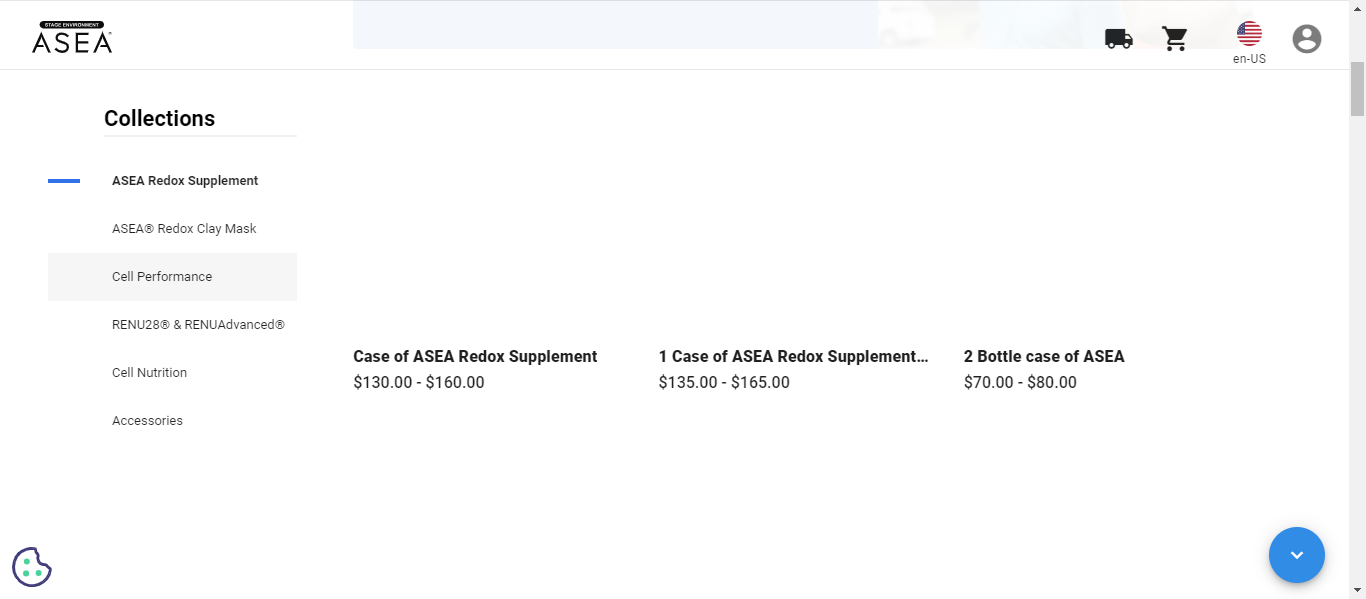 STAGE ENVIRONMENT
ASEA
en-US
Collections
ASEA Redox Supplement
ASEA® Redox Clay Mask
Cell Performance
RENU28® & RENUAdvanced®
Cell Nutrition
Accessories
Case of ASEA Redox Supplement
$130.00 - $160.00
1 Case of ASEA Redox Supplement...
$135.00 - $165.00
2 Bottle case of ASEA
$70.00 - $80.00